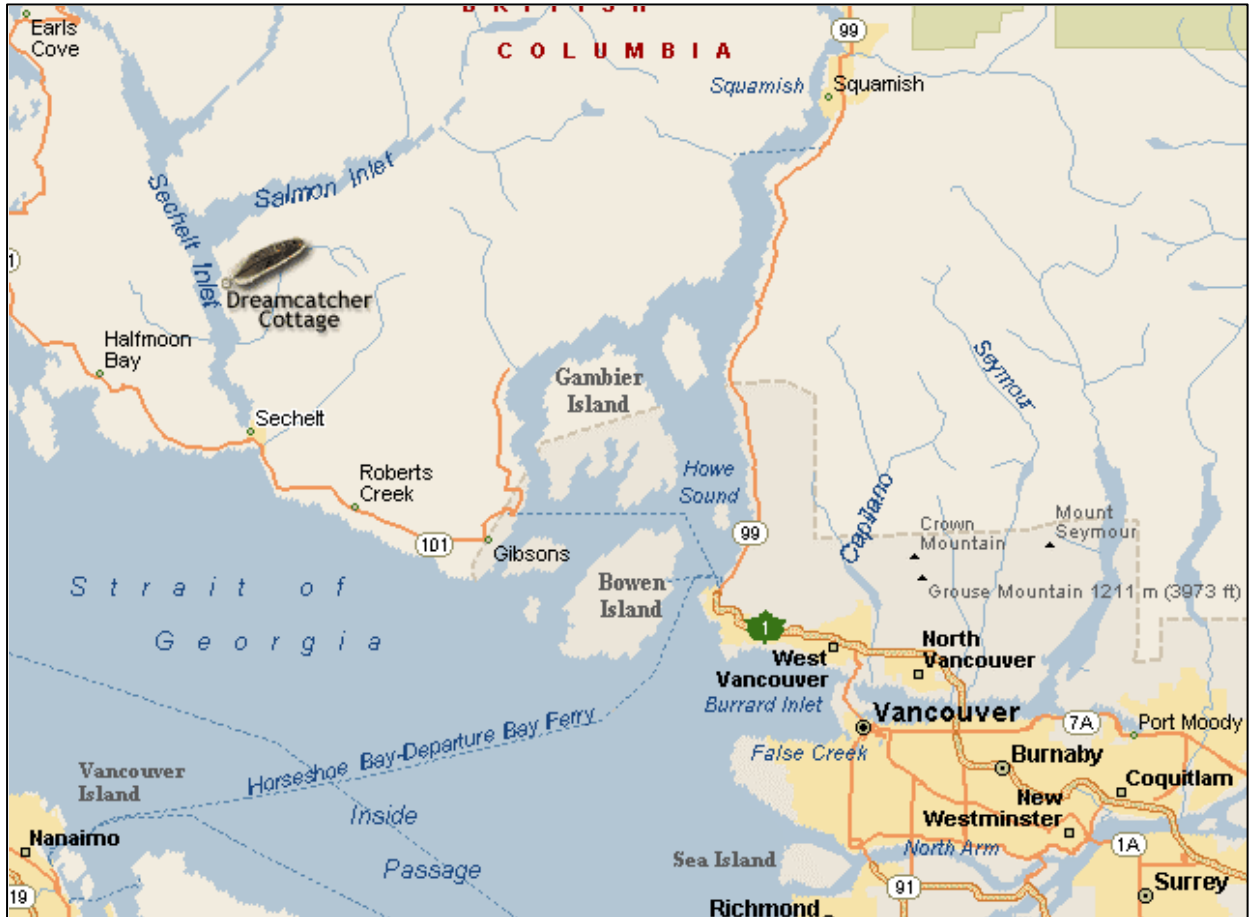 BRITISH
COLUMBIA
Earls
Cove
99
Squamish
Squamish
Salmon Inlet
Sechelt Inlet
Dreamcatcher
Cottage
1
Halfmoon
Bay
Sechelt
Roberts
Creek
101
Gibsons
Gambier
Island
Howe
Sound
99
Bowen
Island
Capilano
Seymour
Crown
Mountain
Mount
Seymour
Grouse Mountain 1211 m (3973 ft)
Strait of
Georgia
1
West
Vancouver
North
Vancouver
Burrard Inlet
Vancouver
7A
Port Moody
False Creek
Burnaby
Coquitlam
New
Westminster
Horseshoe Bay-Departure Bay Ferry
Vancouver
Island
Inside
Passage
Nanaimo
19
Sea Island
North Arm
1A
91
Surrey
Richmond